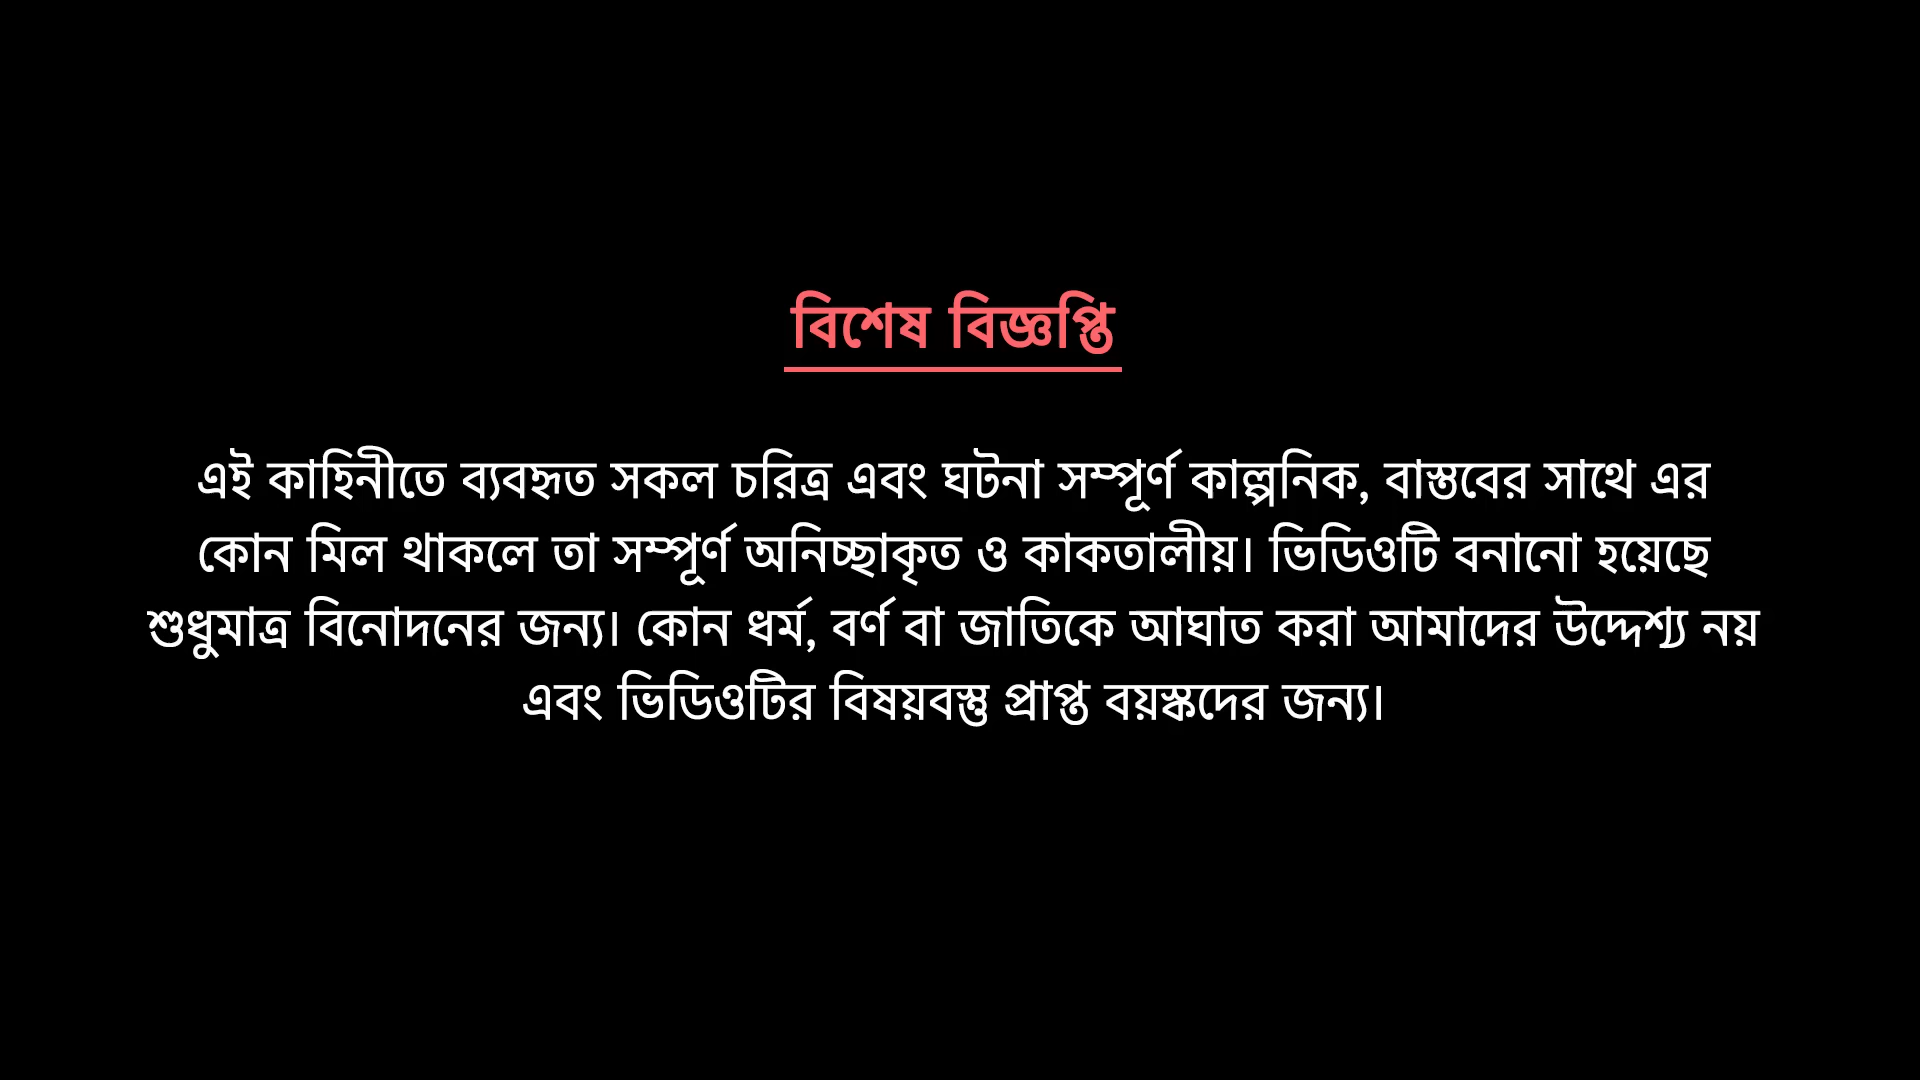 বিশেষ বিজ্ঞপ্তি
এই কাহিনীতে ব্যবহৃত সকল চরিত্র এবং ঘটনা সম্পূর্ণ কাল্পনিক, বাস্তবের সাথে এর
কোন মিল থাকলে তা সম্পূর্ণ অনিচ্ছাকৃত ও কাকতালীয়। ভিডিওটি বনানো হয়েছে
শুধুমাত্র বিনোদনের জন্য। কোন ধর্ম, বর্ণ বা জাতিকে আঘাত করা আমাদের উদ্দেশ্য নয়
এবং ভিডিওটির বিষয়বস্তু প্রাপ্ত বয়স্কদের জন্য।